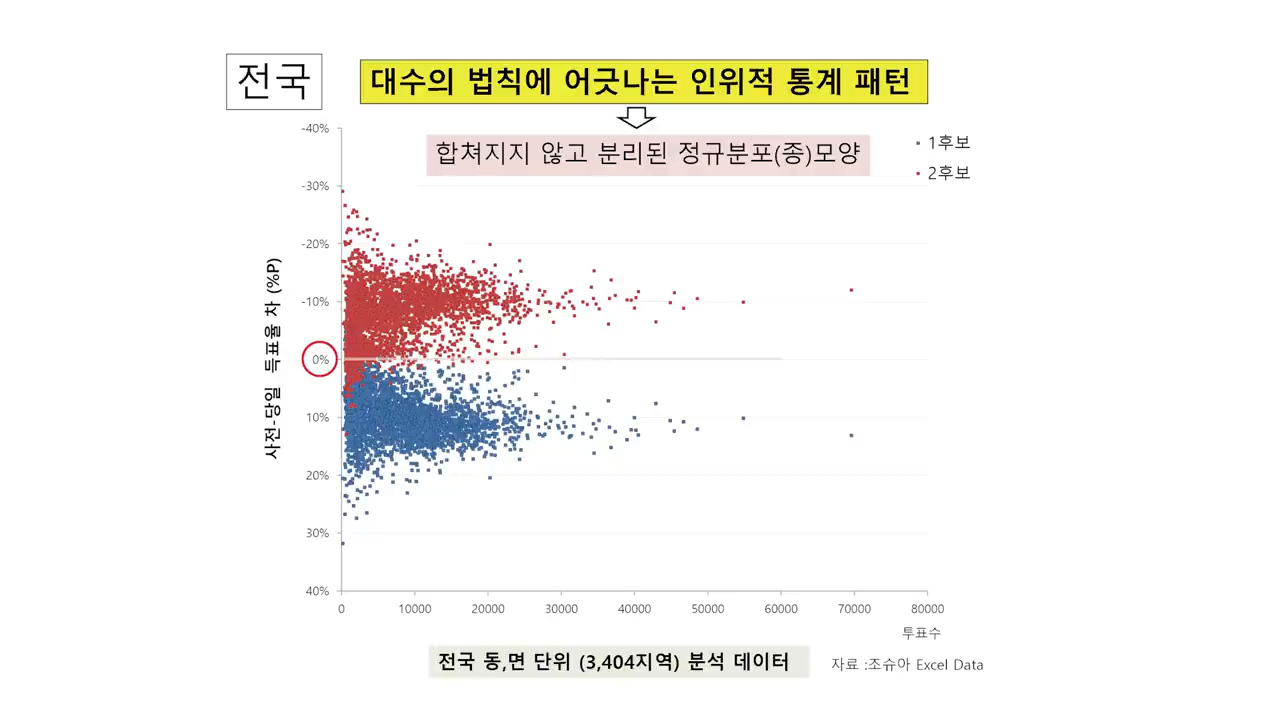 전국
대수의 법칙에 어긋나는 인위적 통계 패턴
합쳐지지 않고 분리된 정규분포(종)모양
1후보
2후보
사전-당일 득표율 차 (%P)
-40%
-30%
-20%
-10%
0%
10%
20%
30%
40%
0 10000 20000 30000 40000 50000 60000 70000 80000
투표수
전국 동,면 단위 (3,404지역) 분석 데이터
자료 :조슈아 Excel Data